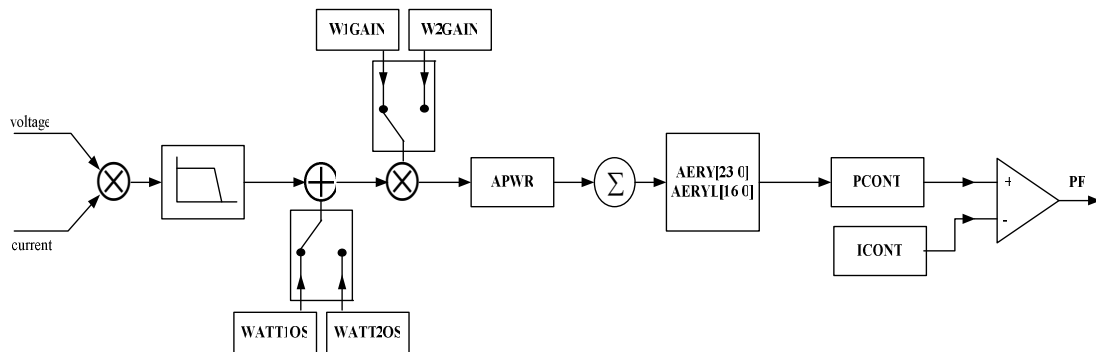 W1GAIN
W2GAIN
voltage
current
APWR
Σ
AERY[23 0]
AERYL[16 0]
PCONT
ICONT
+
-
PF
WATT1OS
WATT2OS